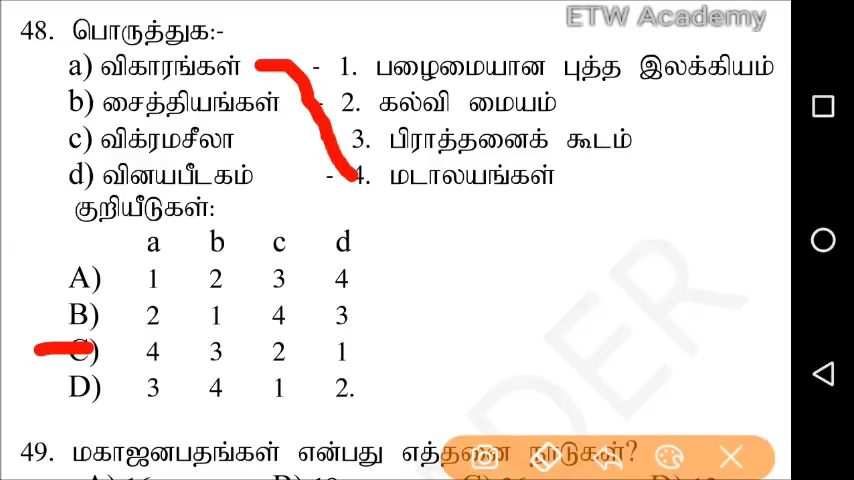 ETW Academy
48. பொருத்துக:-
a) விகாரங்கள் - 1. பழைமையான புத்த இலக்கியம்
b) சைத்தியங்கள் - 2. கல்வி மையம்
c) விக்ரமசீலா 3. பிராத்தனைக் கூடம்
d) வினயபீடகம் - 4. மடாலயங்கள்
குறியீடுகள்:
a b c d
A) 1 2 3 4
B) 2 1 4 3
C) 4 3 2 1
D) 3 4 1 2.
49. மகாஜனபதங்கள் என்பது எத்தனை நாடுகள்?